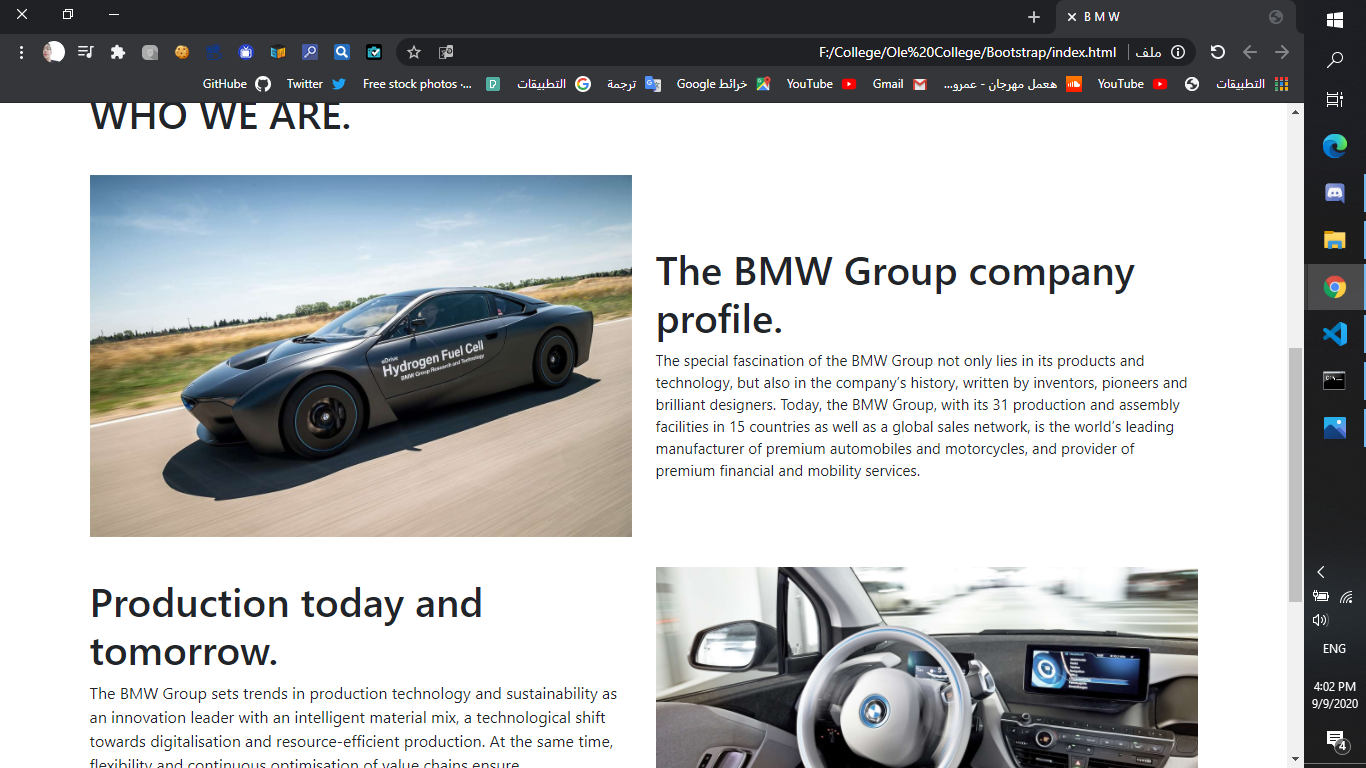 B M W
F:/College/Ole%20College/Bootstrap/index.html
ملف
GitHube
Twitter
Free stock photos ·...
التطبيقات
ترجمة
خرائط Google
YouTube
Gmail
هعمل مهرجان - عمرو...
YouTube
التطبيقات
WHO WE ARE.
eDrive
Hydrogen Fuel Cell
BMW Group Research and Technology
The BMW Group company
profile.
The special fascination of the BMW Group not only lies in its products and
technology, but also in the company's history, written by inventors, pioneers and
brilliant designers. Today, the BMW Group, with its 31 production and assembly
facilities in 15 countries as well as a global sales network, is the world's leading
manufacturer of premium automobiles and motorcycles, and provider of
premium financial and mobility services.
Production today and
tomorrow.
The BMW Group sets trends in production technology and sustainability as
an innovation leader with an intelligent material mix, a technological shift
towards digitalisation and resource-efficient production. At the same time,
flexibility and continuous optimisation of value chains ensure
ENG
4:02 PM
9/9/2020
4